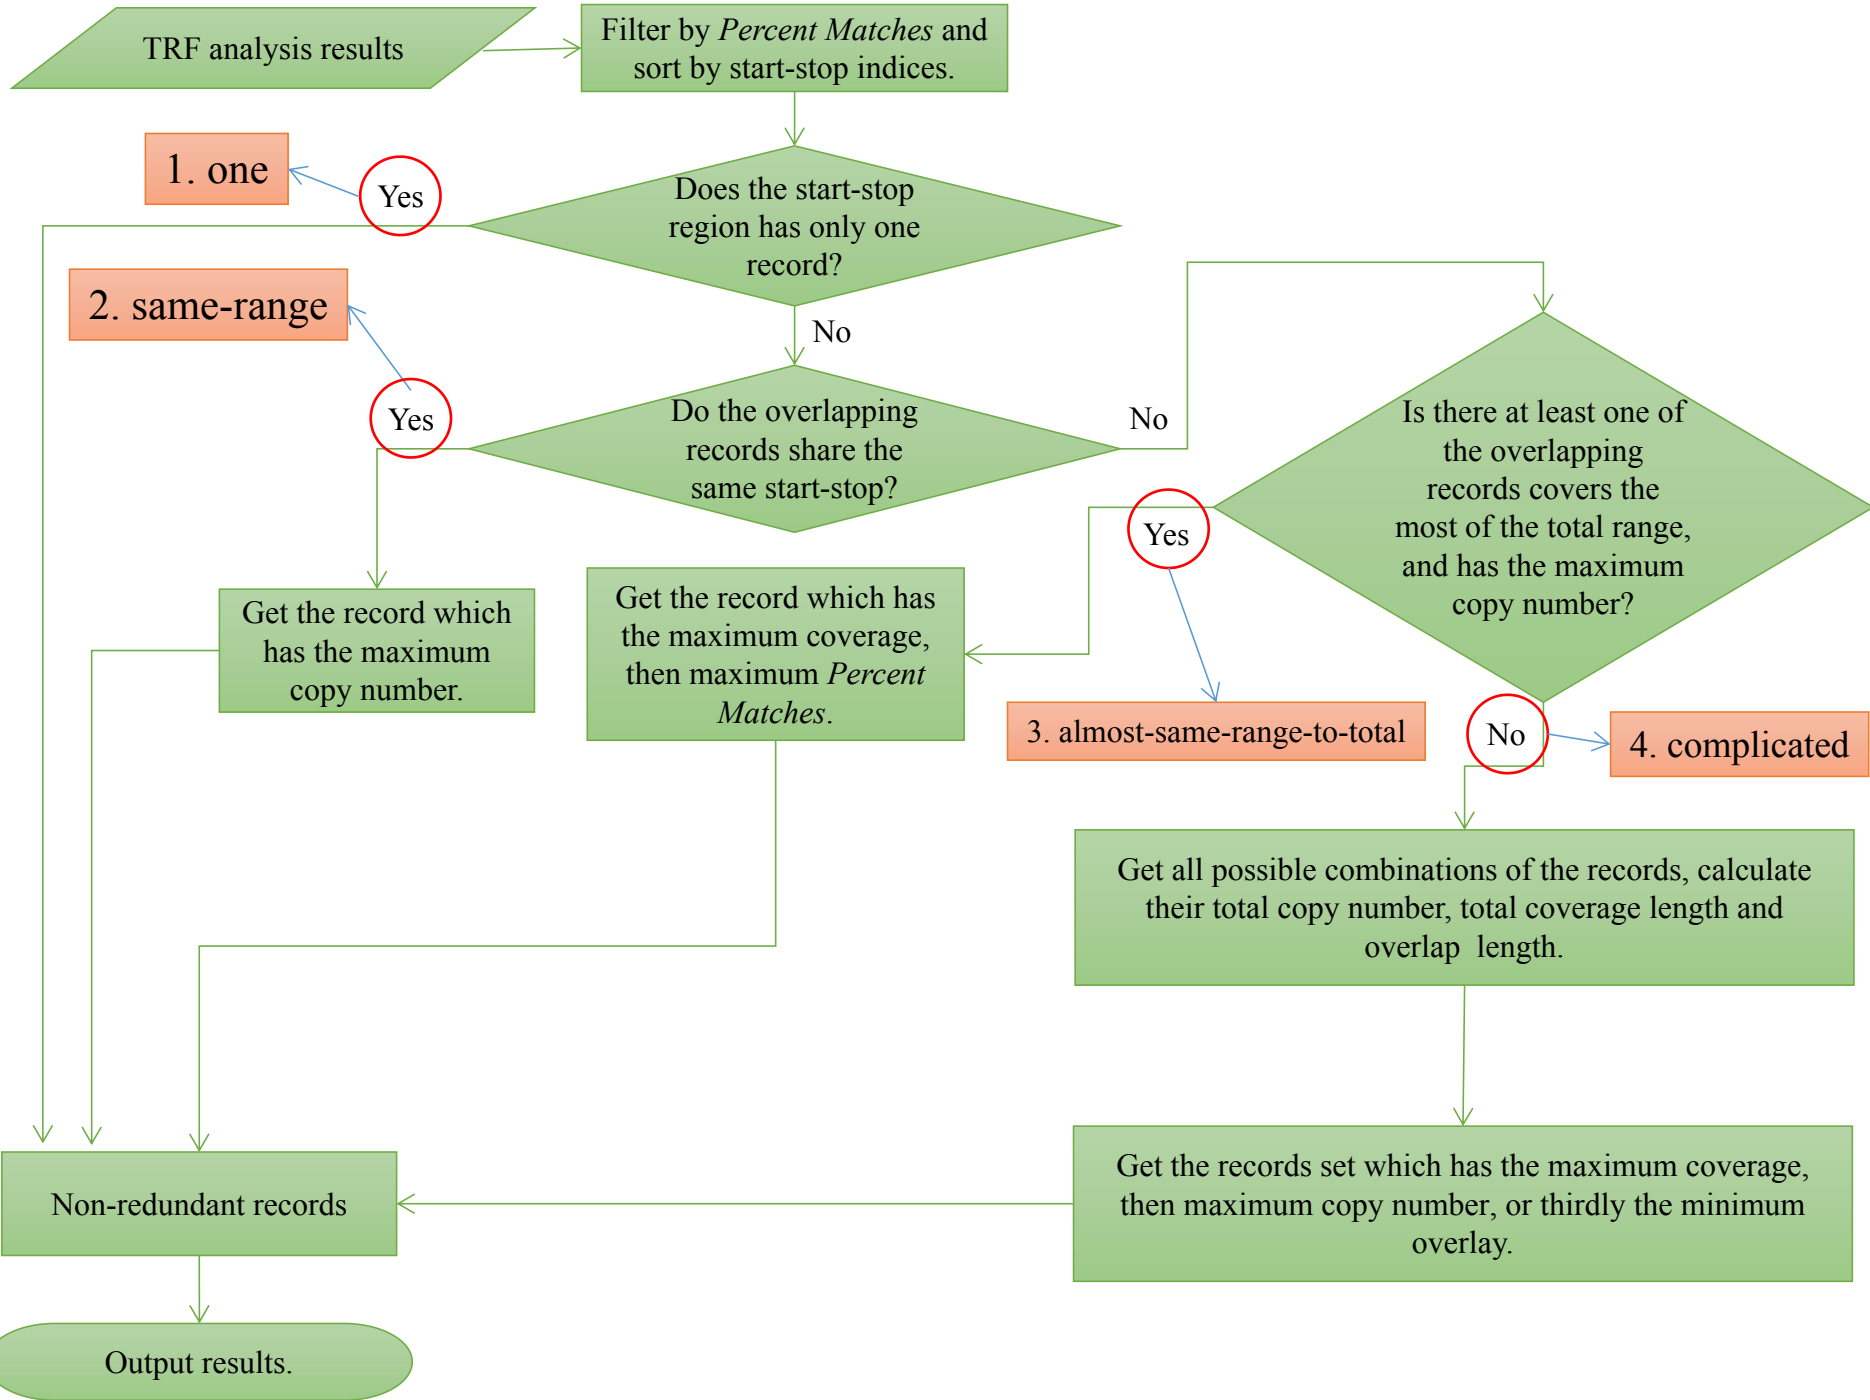 TRF analysis results
Filter by Percent Matches and
sort by start-stop indices.
1. one
Yes
Does the start-stop
region has only one
record?
2. same-range
No
Yes
Do the overlapping
records share the
same start-stop?
No
Is there at least one of
the overlapping
records covers the
most of the total range,
and has the maximum
copy number?
Yes
Get the record which
has the maximum
copy number.
Get the record which has
the maximum coverage,
then maximum Percent
Matches.
3. almost-same-range-to-total
No
4. complicated
Get all possible combinations of the records, calculate
their total copy number, total coverage length and
overlap  length.
Non-redundant records
Get the records set which has the maximum coverage,
then maximum copy number, or thirdly the minimum
overlay.
Output results.